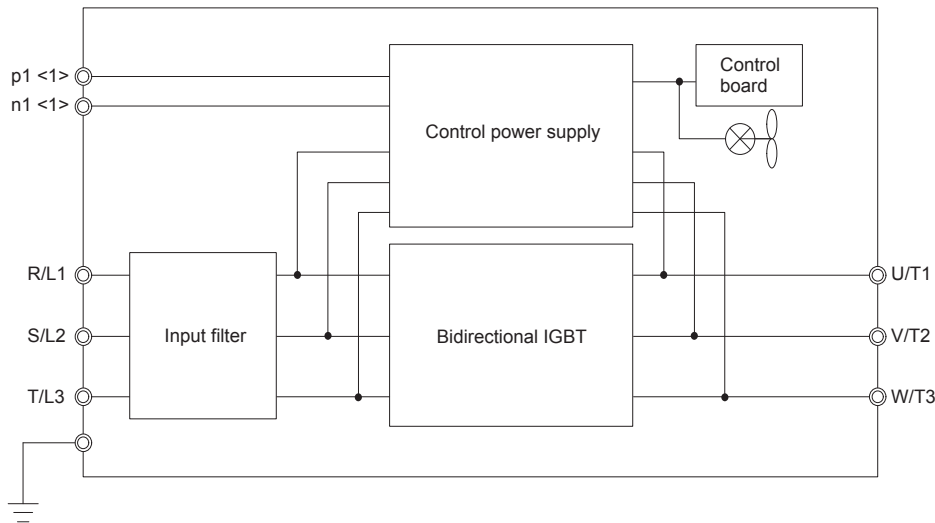 p1 <1>
n1 <1>
Control power supply
Control
board
R/L1
S/L2
T/L3
Input filter
Bidirectional IGBT
U/T1
V/T2
W/T3